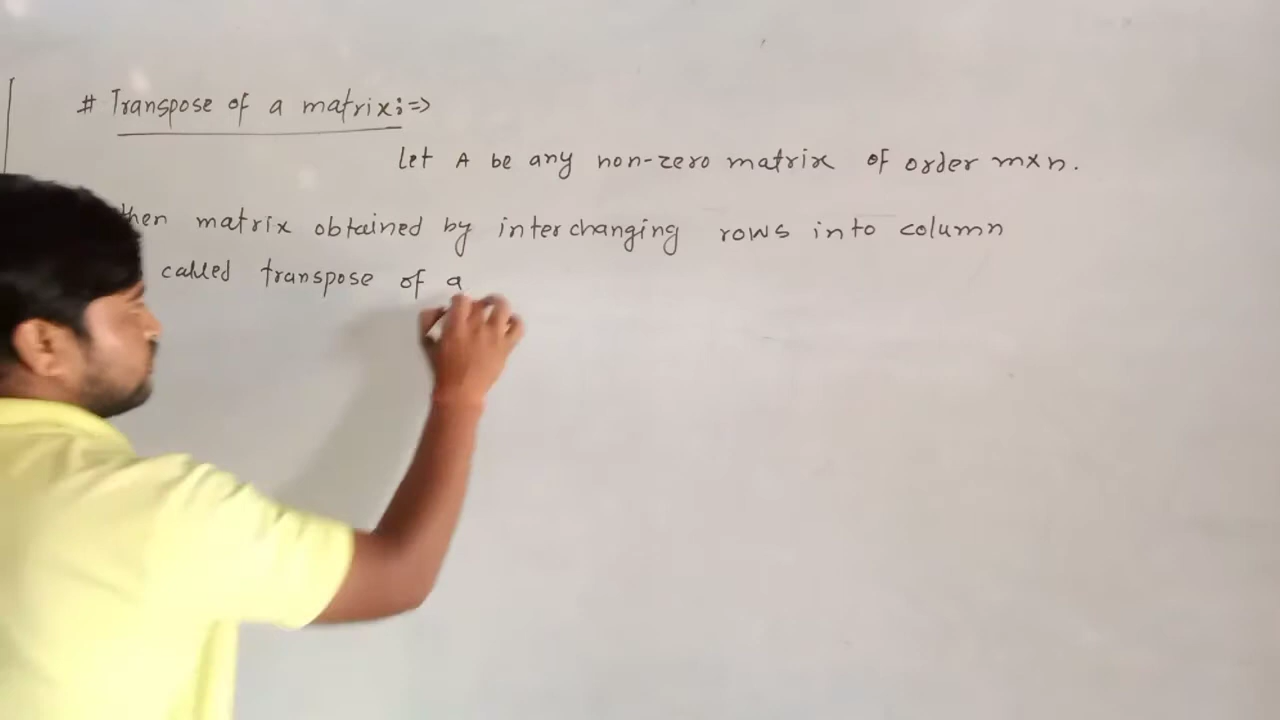 # Transpose of a matrix:⇒
Let A be any non-zero matrix of order m×n.
then matrix obtained by interchanging rows into column
called transpose of a